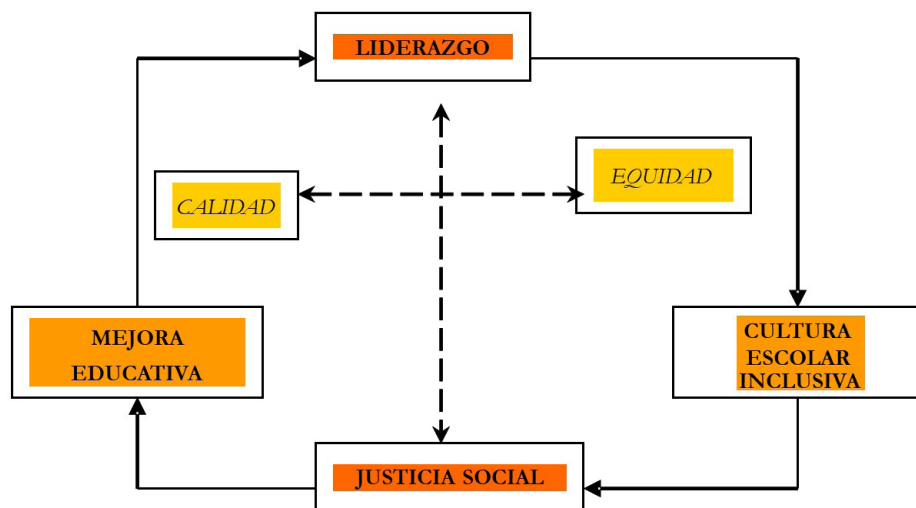 LIDERAZGO
EQUIDAD
CALIDAD
MEJORA
EDUCATIVA
CULTURA
ESCOLAR
INCLUSIVA
JUSTICIA SOCIAL